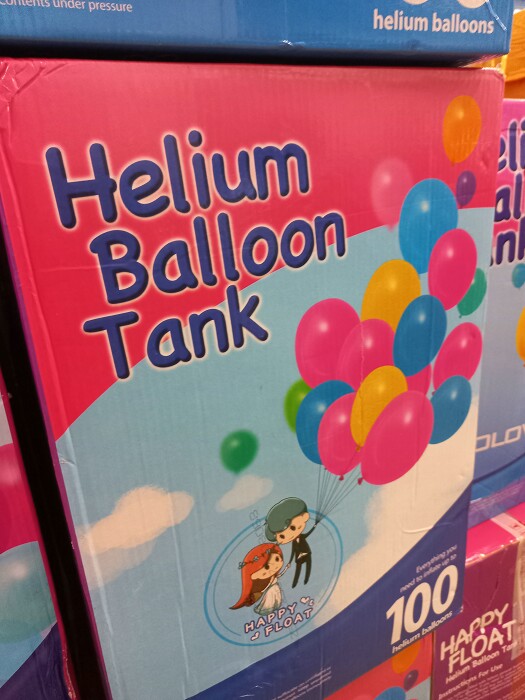 contents under pressure
helium balloons
Helium
Balloon
Tank
HAPPY
FLOAT
Everything you
need to inflate up to
100
helium balloons
HAPPY
FLOAT
Helium Balloon Tank
For Use